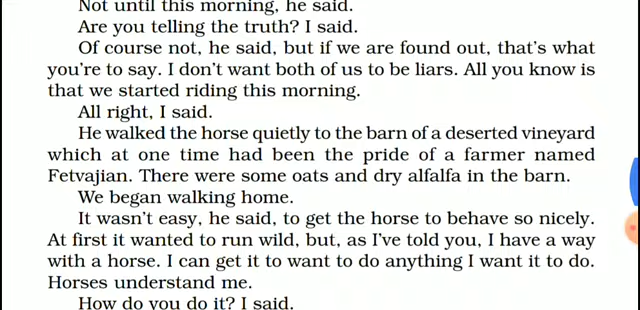 Not until this morning, he said.
Are you telling the truth? I said.
Of course not, he said, but if we are found out, that's what
you're to say. I don't want both of us to be liars. All you know is
that we started riding this morning.
All right, I said.
He walked the horse quietly to the barn of a deserted vineyard
which at one time had been the pride of a farmer named
Fetvajian. There were some oats and dry alfalfa in the barn.
We began walking home.
It wasn't easy, he said, to get the horse to behave so nicely.
At first it wanted to run wild, but, as I've told you, I have a way
with a horse. I can get it to want to do anything I want it to do.
Horses understand me.
How do you do it? I said.